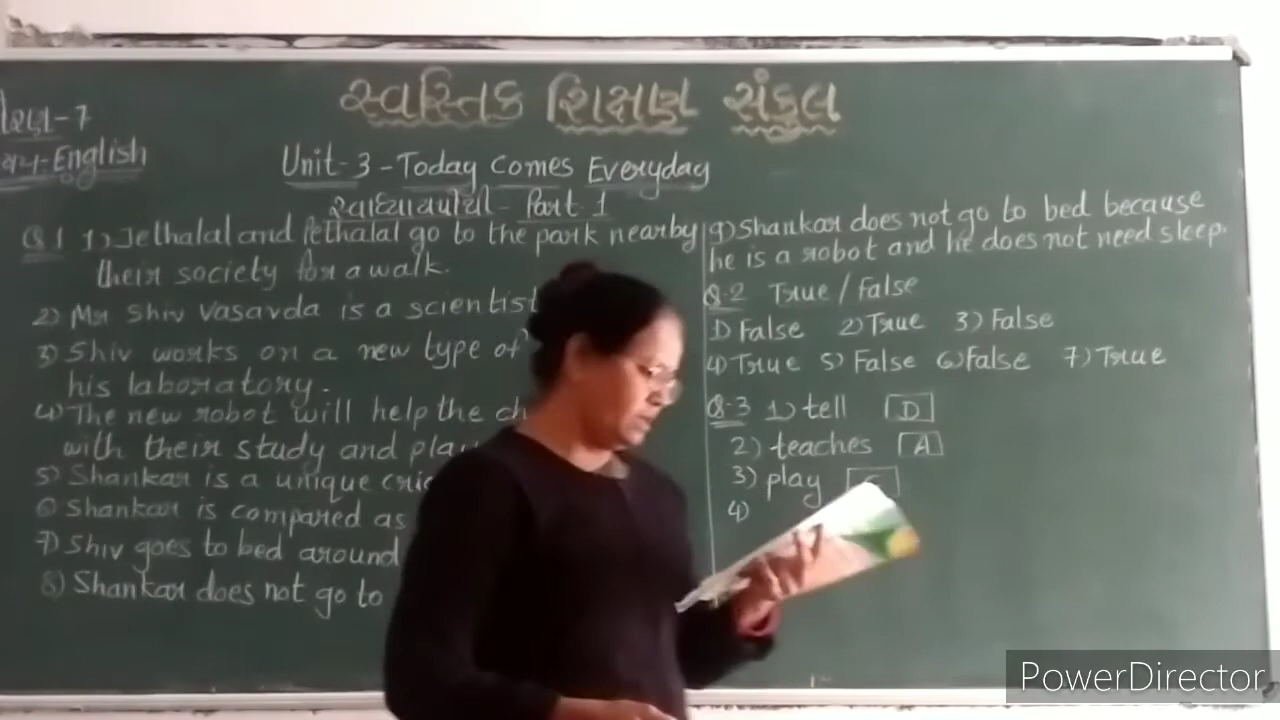 સ્વસ્તિક શિક્ષણ સંકુલ
રણ-7
English
Unit-3 - Today Comes Everyday
સ્વાધ્યાયપોથી - Part 1
Q.1 1) Jethalal and Pethalal go to the park nearby
their society for a walk.
2) Mr Shiv Vasavda is a scientist
3) Shiv works on a new type of
his laboratory.
4) The new robot will help the
with their study and
5) Shankar is a unique
6) Shankar is compared as
7) Shiv goes to bed around
8) Shankar does not go to
9) Shankar does not go to bed because
he is a robot and he does not need sleep.
Q.2 True / False
1) False 2) True 3) False
4) True 5) False 6) False 7) True
Q.3 1) tell D
2) teaches A
3) play
4)
PowerDirector